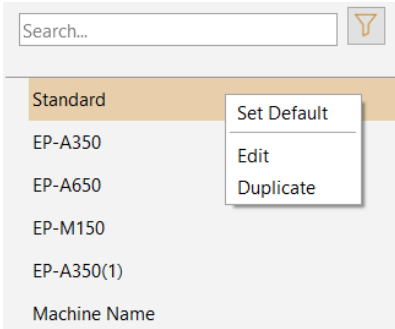 Search...
Standard
Set Default
EP-A350
Edit
EP-A650
Duplicate
EP-M150
EP-A350(1)
Machine Name